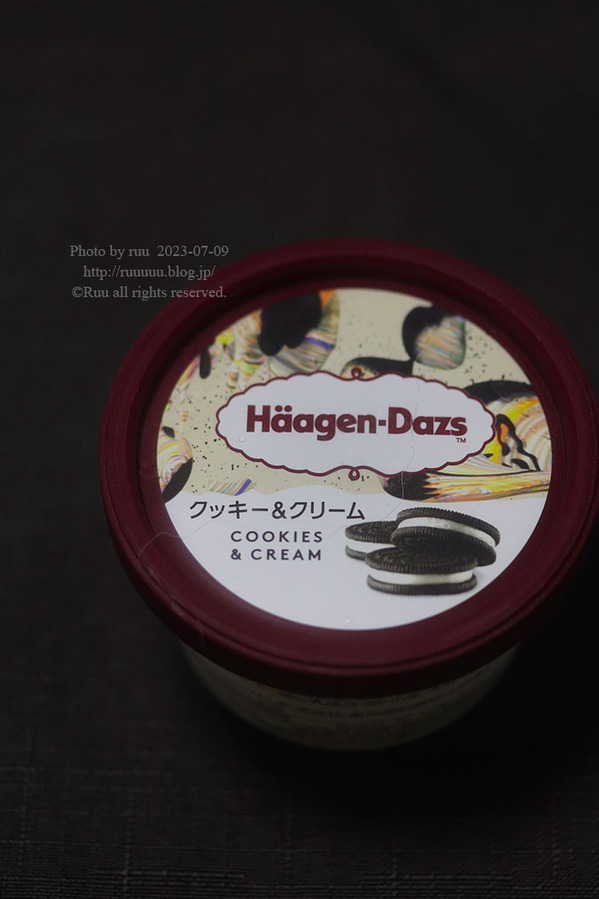 Photo by ruu 2023-07-09
http://ruuuuu.blog.jp/
©Ruu all rights reserved.
Häagen-Dazs
TM
クッキー&クリーム
COOKIES
& CREAM